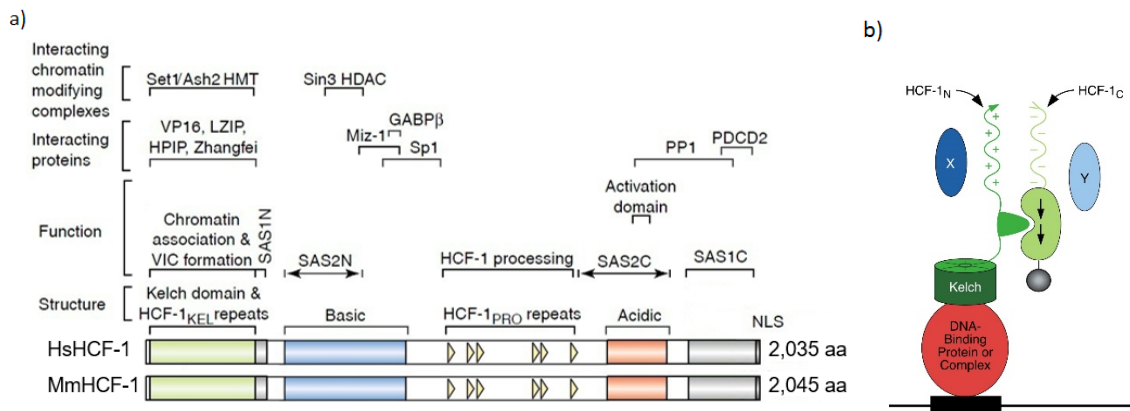 a)
Interacting
chromatin
modifying
complexes
Set1/Ash2 HMT
Sin3 HDAC
Interacting
proteins
VP16, LZIP,
HPIP, Zhangfei
Miz-1
GABPβ
Sp1
PP1
PDCD2
Function
Chromatin
association &
VIC formation
SAS1N
SAS2N
HCF-1 processing
Activation
domain
SAS2C
SAS1C
Structure
Kelch domain &
HCF-1KEL repeats
Basic
HCF-1PRO repeats
Acidic
NLS
HsHCF-1
2,035 aa
MmHCF-1
2,045 aa
b)
HCF-1N
HCF-1C
+ + + + +
− − − − −
X
Y
Kelch
DNA-
Binding
Protein or
Complex